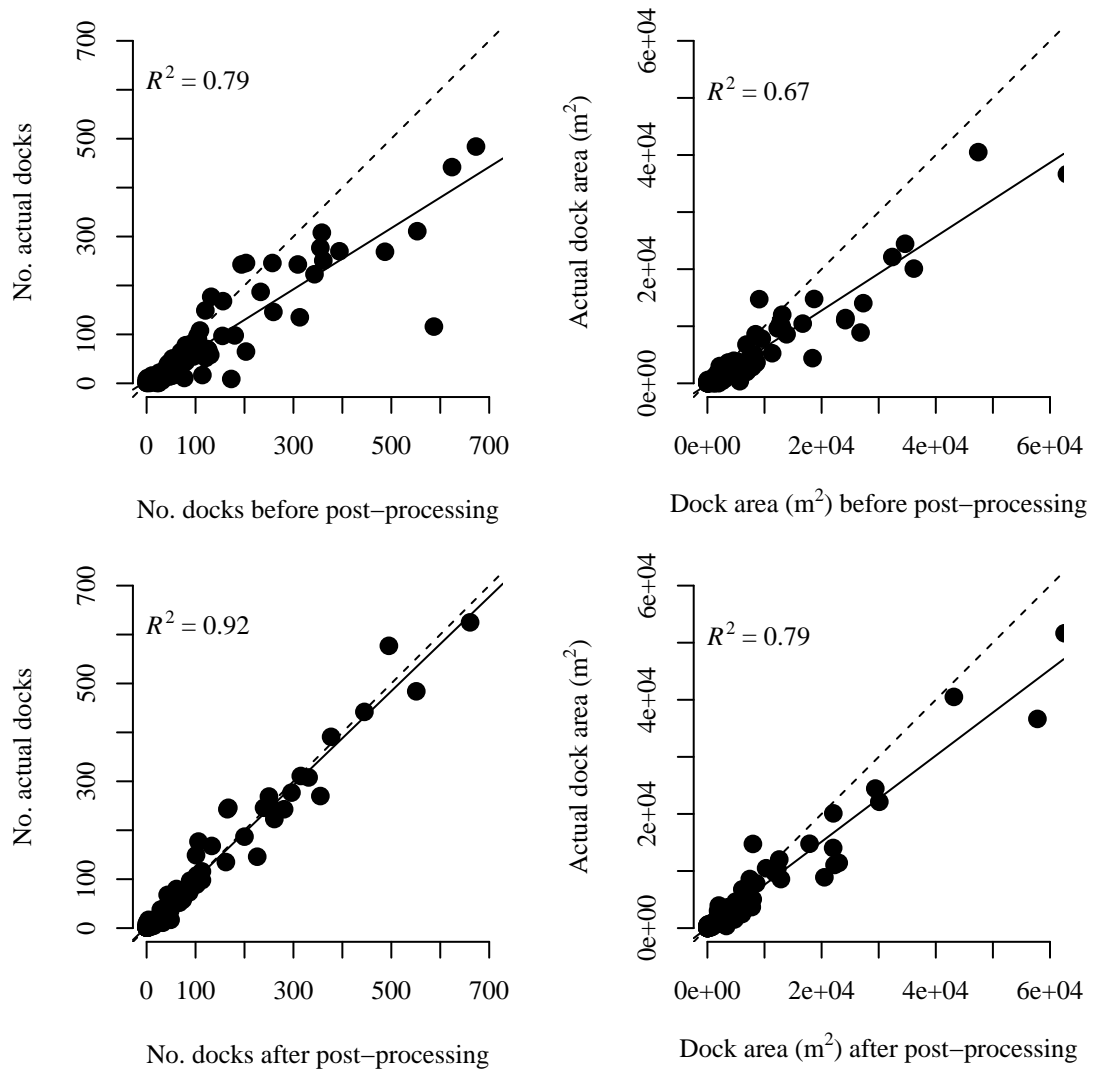 No. actual docks
700
500
300
100
0
R² = 0.79
0 100 300 500 700
No. docks before post−processing
Actual dock area (m²)
6e+04
4e+04
2e+04
0e+00
R² = 0.67
0e+00 2e+04 4e+04 6e+04
Dock area (m²) before post−processing
No. actual docks
700
500
300
100
0
R² = 0.92
0 100 300 500 700
No. docks after post−processing
Actual dock area (m²)
6e+04
4e+04
2e+04
0e+00
R² = 0.79
0e+00 2e+04 4e+04 6e+04
Dock area (m²) after post−processing